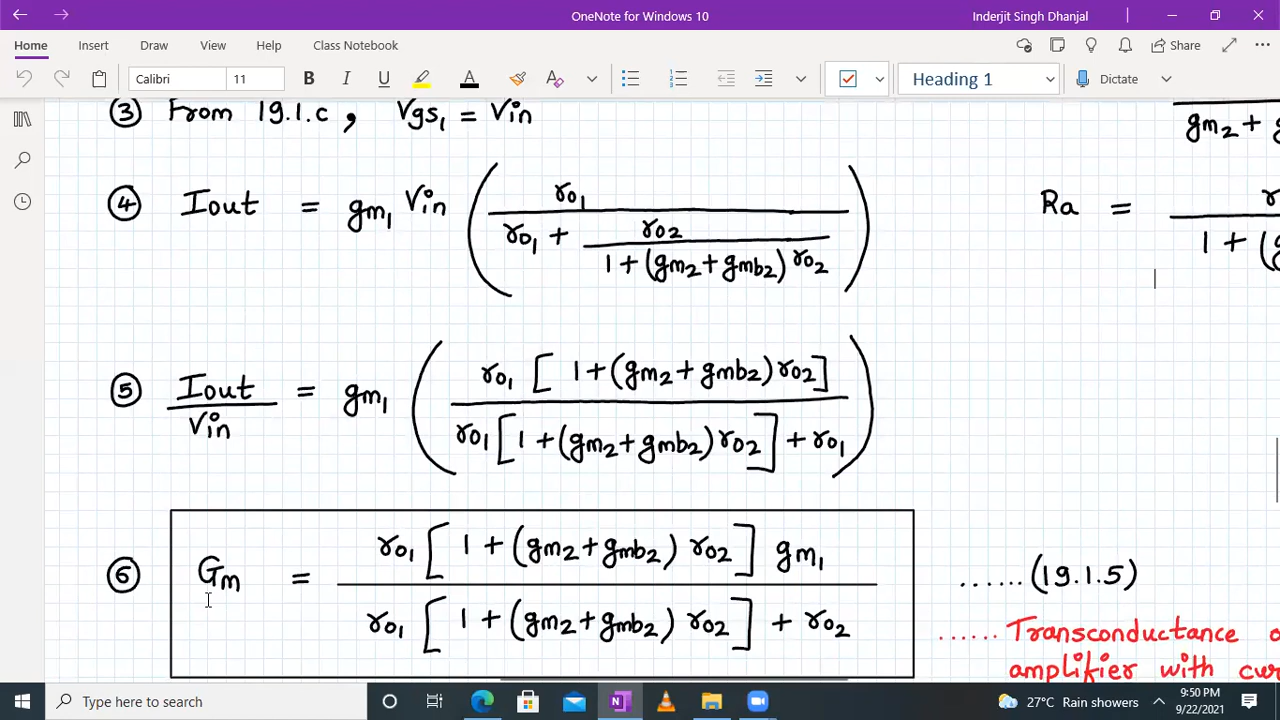 OneNote for Windows 10
Inderjit Singh Dhanjal
Home Insert Draw View Help Class Notebook
Share
Calibri 11 B I U A Heading 1 Dictate
③ From 19.1.c, Vgs₁ = Vin
gm₂ +
④ Iout = gm₁ Vin ( ro₁ / ( ro₁ + ro₂ / ( 1 + (gm₂ + gmb₂) ro₂ ) ) )
Ra =
1 + (
⑤ Iout / Vin = gm₁ ( ro₁ [ 1 + (gm₂ + gmb₂) ro₂ ] / ( ro₁ [ 1 + (gm₂ + gmb₂) ro₂ ] + ro₁ ) )
⑥ Gm = ro₁ [ 1 + (gm₂ + gmb₂) ro₂ ] gm₁ / ( ro₁ [ 1 + (gm₂ + gmb₂) ro₂ ] + ro₂ )
...... (19.1.5)
...... Transconductance
amplifier with
Type here to search
27°C Rain showers
9:50 PM
9/22/2021